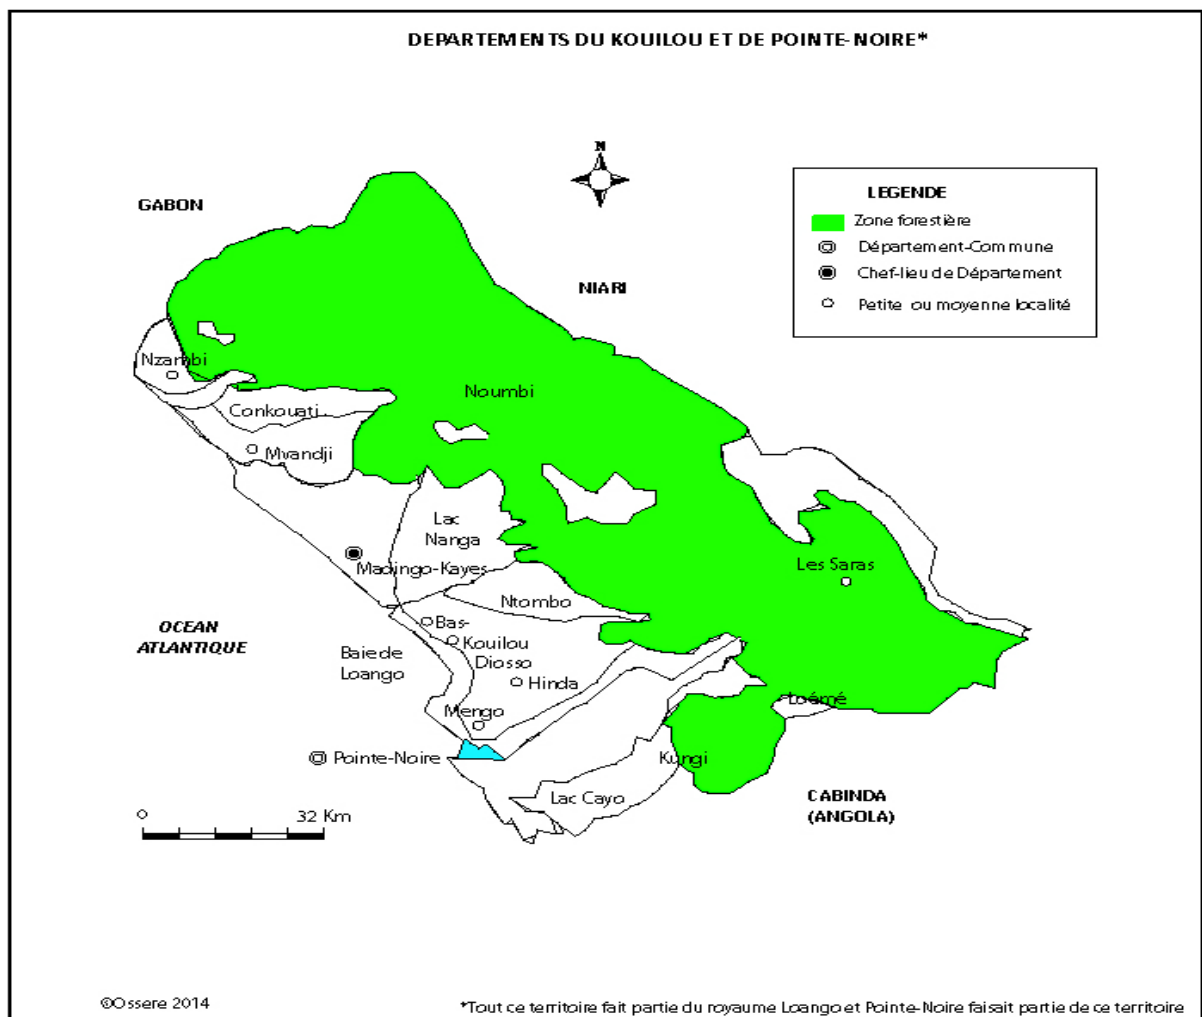 DEPARTEMENTS DU KOUILOU ET DE POINTE-NOIRE*
N
GABON
NIARI
LEGENDE
Zone forestière
Département-Commune
Chef-lieu de Département
Petite ou moyenne localité
Nzambi
Conkouati
Mvandji
Noumbi
Lac
Nanga
Madingo-Kayes
Les Saras
Ntombo
OCEAN
ATLANTIQUE
Bas-
Kouilou
Diosso
Baie de
Loango
Hinda
Mengo
Loémé
Pointe-Noire
Kungi
Lac Cayo
CABINDA
(ANGOLA)
0 32 Km
©Ossere 2014
*Tout ce territoire fait partie du royaume Loango et Pointe-Noire faisait partie de ce territoire